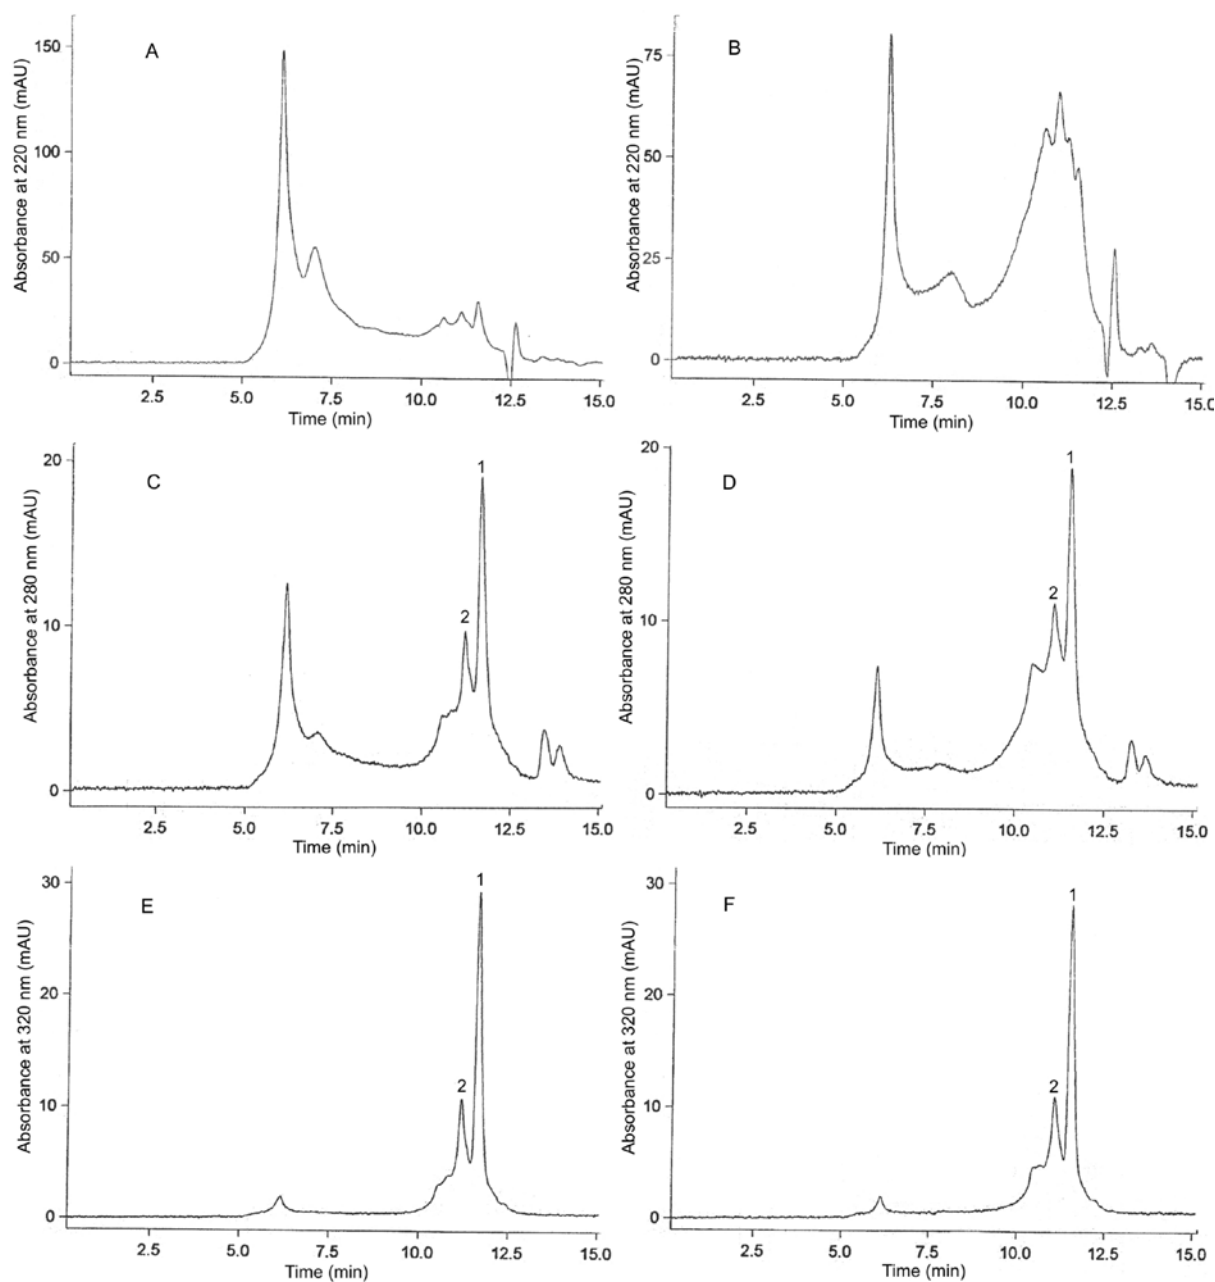 A
Absorbance at 220 nm (mAU)
150
100
50
0
2.5 5.0 7.5 10.0 12.5 15.0
Time (min)
B
Absorbance at 220 nm (mAU)
75
50
25
0
2.5 5.0 7.5 10.0 12.5 15.0
Time (min)
C
Absorbance at 280 nm (mAU)
20
10
0
1
2
2.5 5.0 7.5 10.0 12.5 15.0
Time (min)
D
Absorbance at 280 nm (mAU)
20
10
0
1
2
2.5 5.0 7.5 10.0 12.5 15.0
Time (min)
E
Absorbance at 320 nm (mAU)
30
20
10
0
1
2
2.5 5.0 7.5 10.0 12.5 15.0
Time (min)
F
Absorbance at 320 nm (mAU)
30
20
10
0
1
2
2.5 5.0 7.5 10.0 12.5 15.0
Time (min)